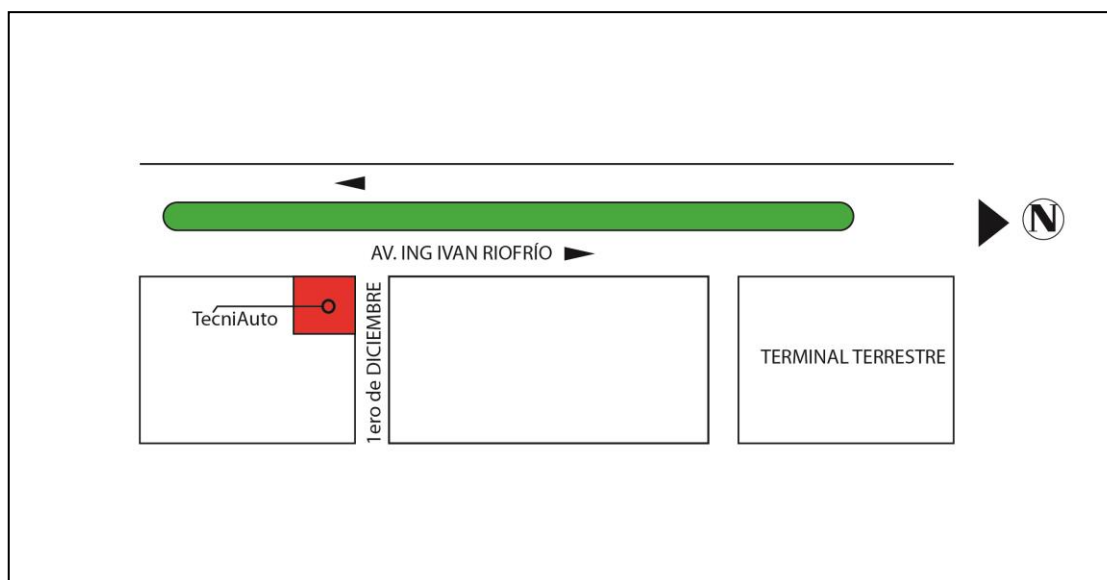 N
AV. ING IVAN RIOFRÍO
TecniAuto
1ero de DICIEMBRE
TERMINAL TERRESTRE